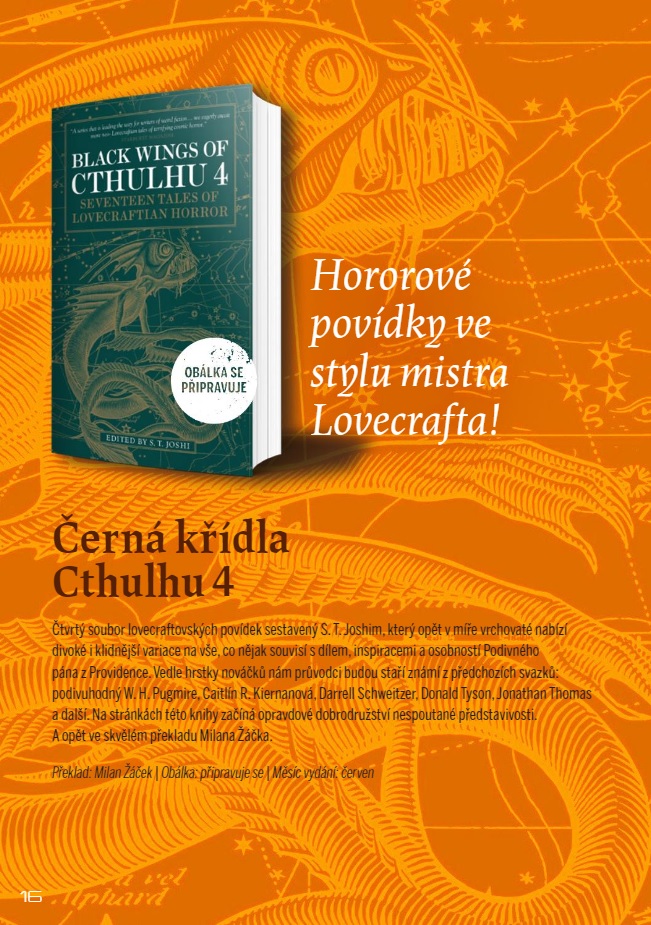 "A series that is leading the way for writers of weird fiction ... we eagerly await
more new Lovecraftian tales of terrifying cosmic horror."
BLACK WINGS OF
CTHULHU 4
SEVENTEEN TALES OF
LOVECRAFTIAN HORROR
OBÁLKA SE
PŘIPRAVUJE
EDITED BY S. T. JOSHI
Hororové
povídky ve
stylu mistra
Lovecrafta!
Černá křídla
Cthulhu 4
Čtvrtý soubor lovecraftovských povídek sestavený S. T. Joshim, který opět v míře vrchovaté nabízí
divoké i klidnější variace na vše, co nějak souvisí s dílem, inspiracemi a osobností Podivného
pána z Providence. Vedle hrstky nováčků nám průvodci budou staří známí z předchozích svazků:
podivuhodný W. H. Pugmire, Caitlín R. Kiernanová, Darrell Schweitzer, Donald Tyson, Jonathan Thomas
a další. Na stránkách této knihy začíná opravdové dobrodružství nespoutané představivosti.
A opět ve skvělém překladu Milana Žáčka.
Překlad: Milan Žáček | Obálka: připravuje se | Měsíc vydání: červen
16